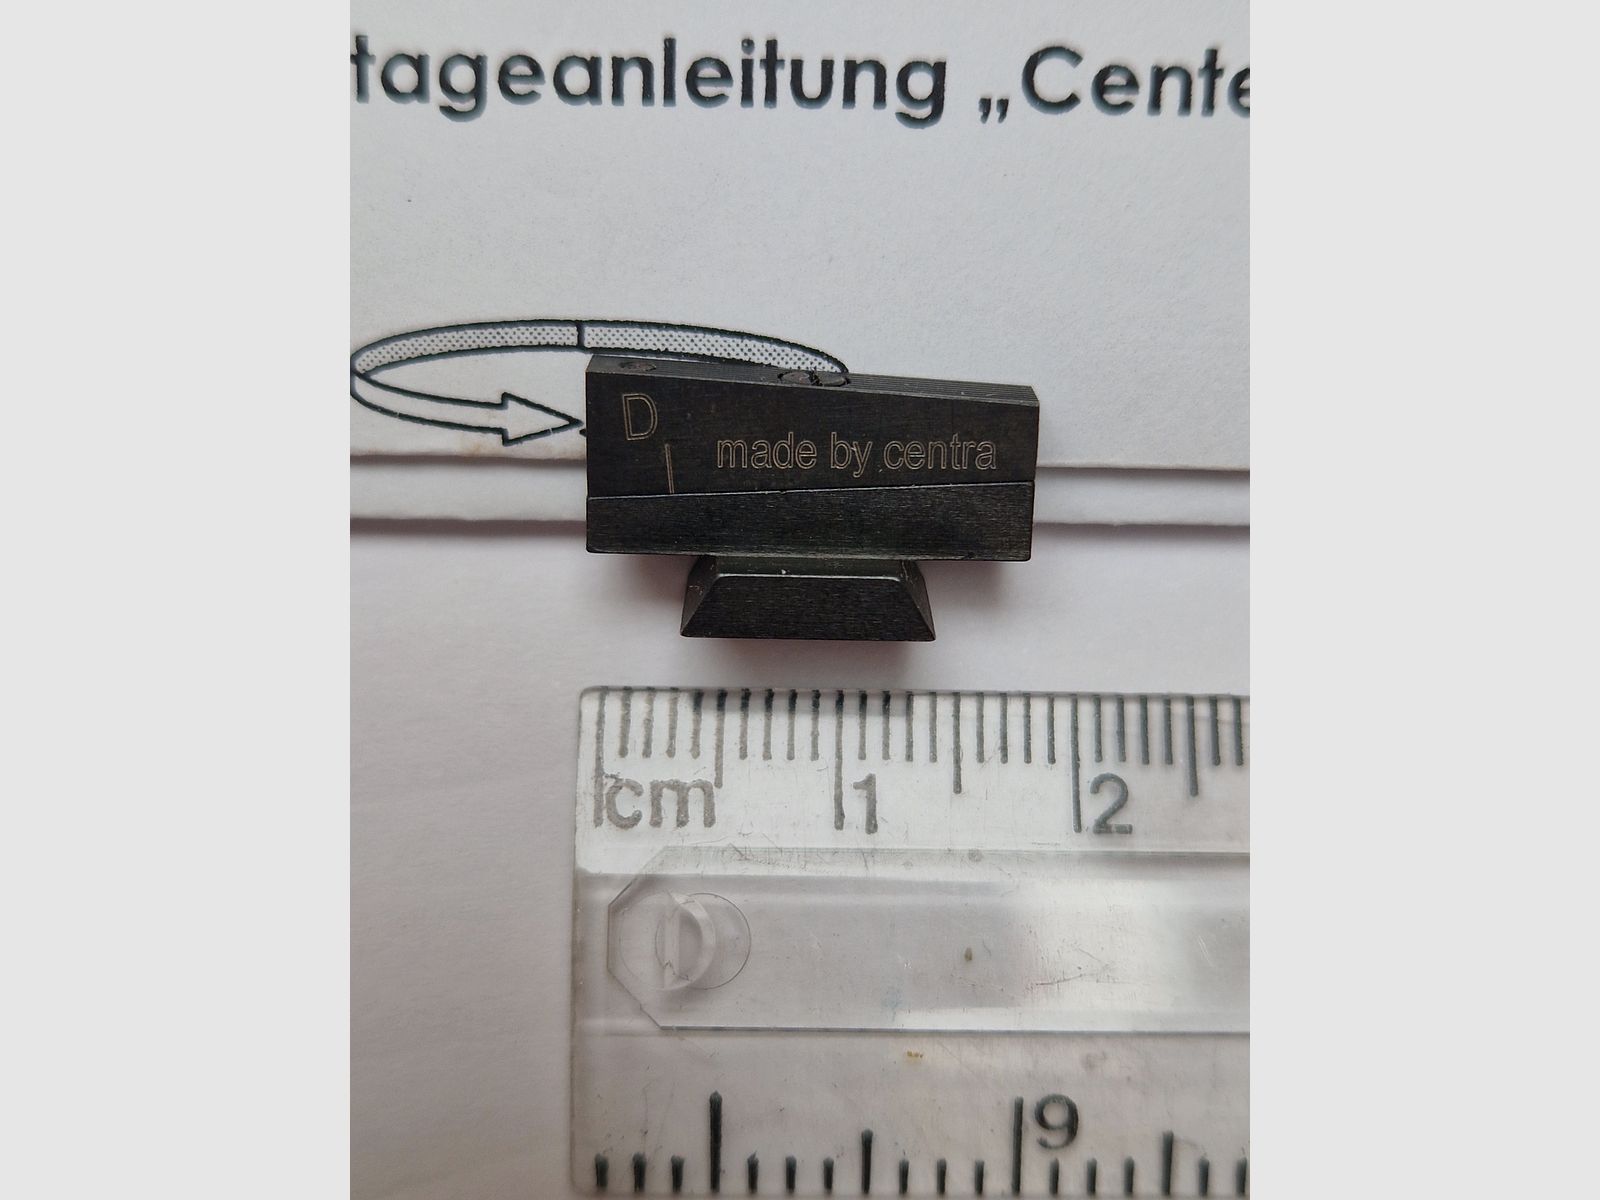 tageanleitung „Cente
D
made by centra
cm 1 2
9